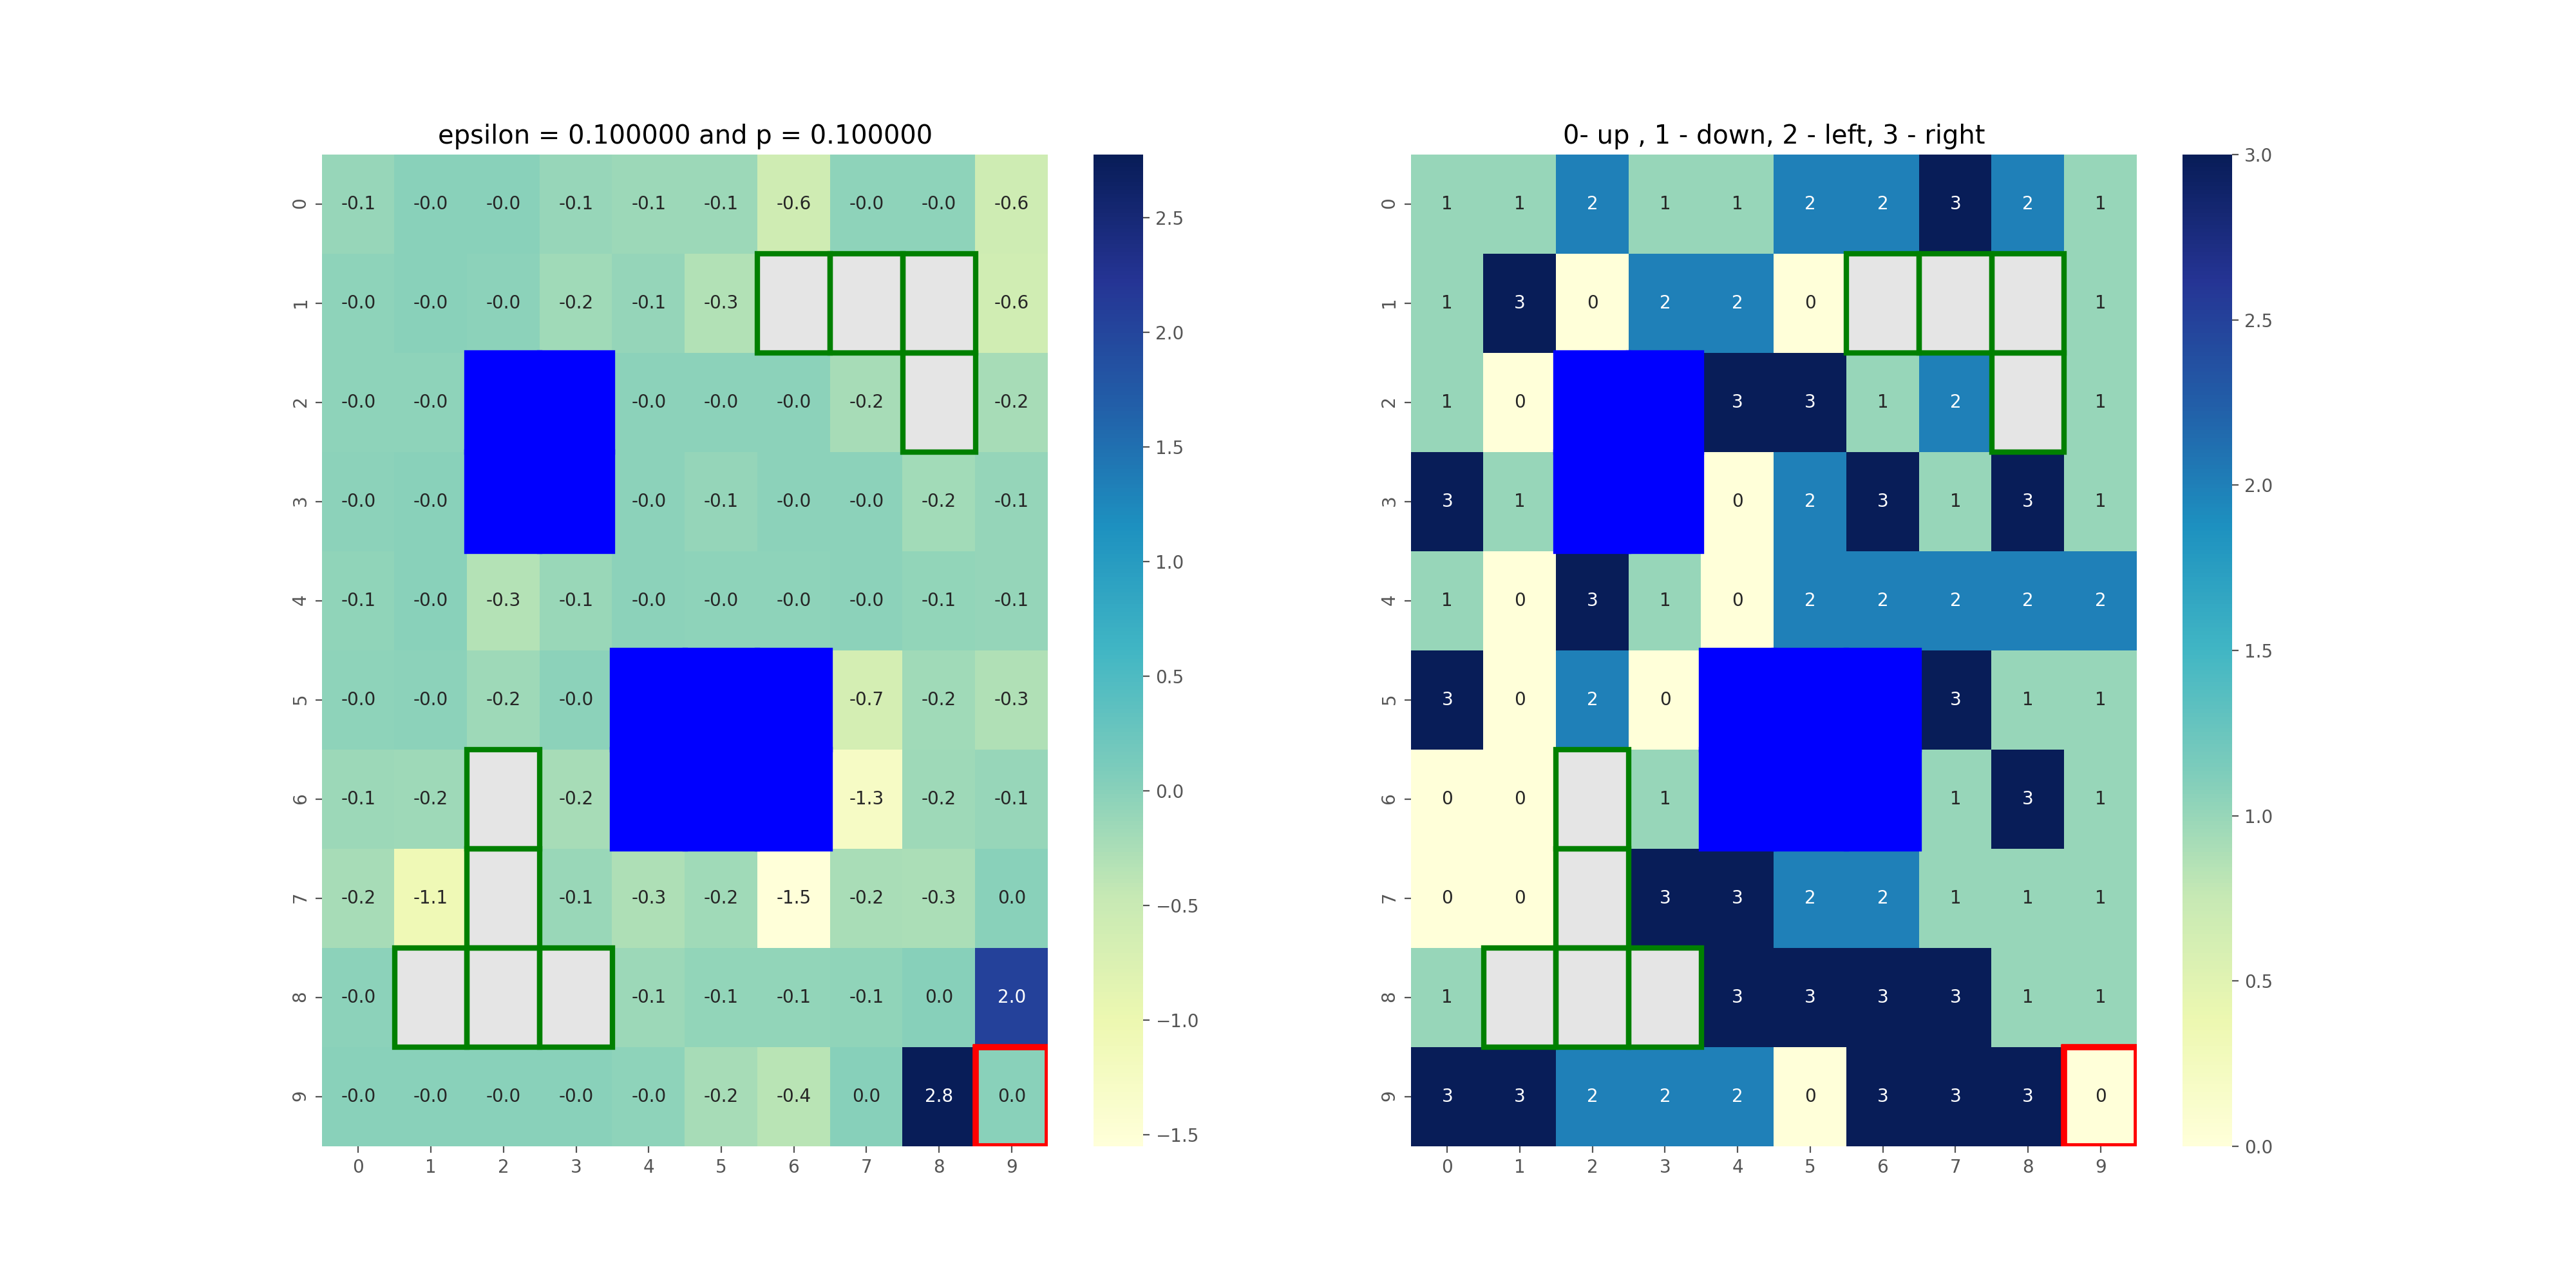 epsilon = 0.100000 and p = 0.100000
0 -0.1 -0.0 -0.0 -0.1 -0.1 -0.1 -0.6 -0.0 -0.0 -0.6
1 -0.0 -0.0 -0.0 -0.2 -0.1 -0.3 -0.6
2 -0.0 -0.0 -0.0 -0.0 -0.0 -0.2 -0.2
3 -0.0 -0.0 -0.0 -0.1 -0.0 -0.0 -0.2 -0.1
4 -0.1 -0.0 -0.3 -0.1 -0.0 -0.0 -0.0 -0.0 -0.1 -0.1
5 -0.0 -0.0 -0.2 -0.0 -0.7 -0.2 -0.3
6 -0.1 -0.2 -0.2 -1.3 -0.2 -0.1
7 -0.2 -1.1 -0.1 -0.3 -0.2 -1.5 -0.2 -0.3 0.0
8 -0.0 -0.1 -0.1 -0.1 -0.1 0.0 2.0
9 -0.0 -0.0 -0.0 -0.0 -0.0 -0.2 -0.4 0.0 2.8 0.0
0 1 2 3 4 5 6 7 8 9
2.5
2.0
1.5
1.0
0.5
0.0
−0.5
−1.0
−1.5
0- up , 1 - down, 2 - left, 3 - right
0 1 1 2 1 1 2 2 3 2 1
1 1 3 0 2 2 0 1
2 1 0 3 3 1 2 1
3 3 1 0 2 3 1 3 1
4 1 0 3 1 0 2 2 2 2 2
5 3 0 2 0 3 1 1
6 0 0 1 1 3 1
7 0 0 3 3 2 2 1 1 1
8 1 3 3 3 3 1 1
9 3 3 2 2 2 0 3 3 3 0
0 1 2 3 4 5 6 7 8 9
3.0
2.5
2.0
1.5
1.0
0.5
0.0